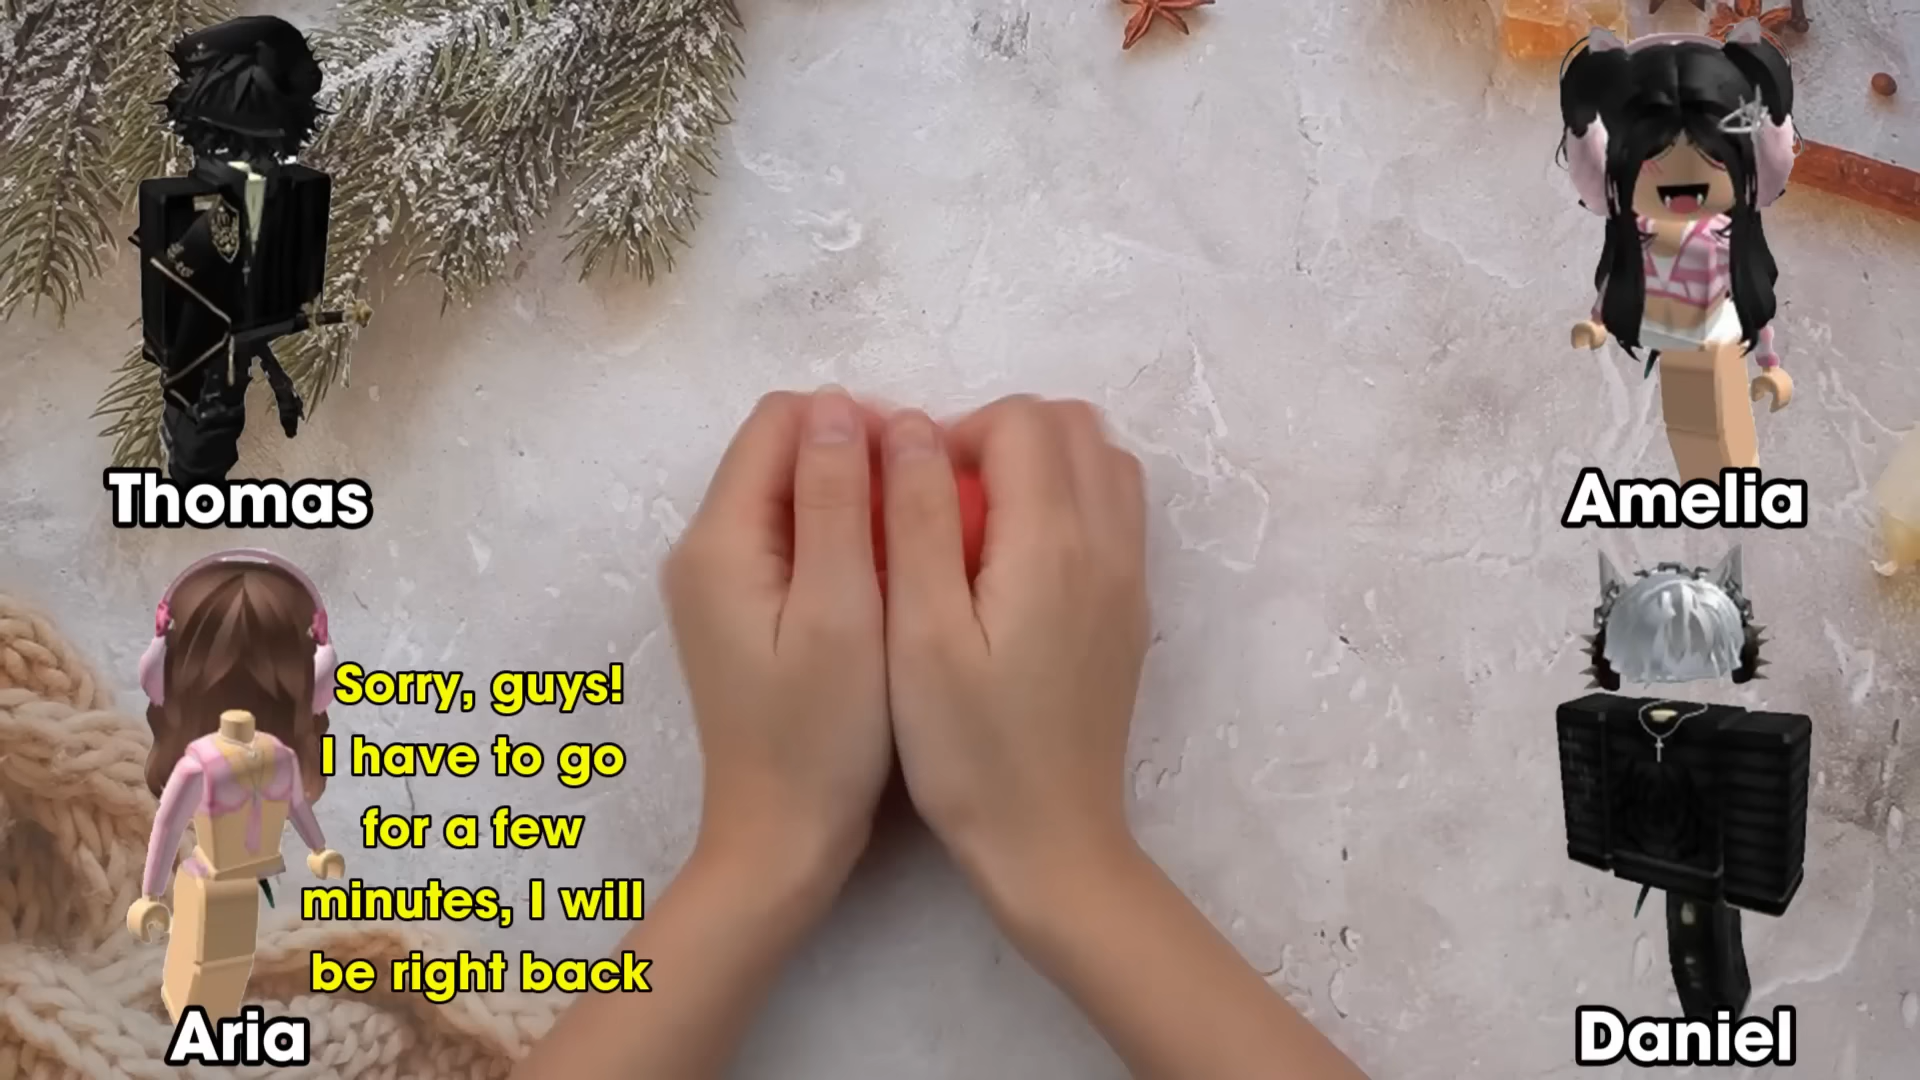 Thomas
Amelia
Sorry, guys!
I have to go
for a few
minutes, I will
be right back
Aria
Daniel